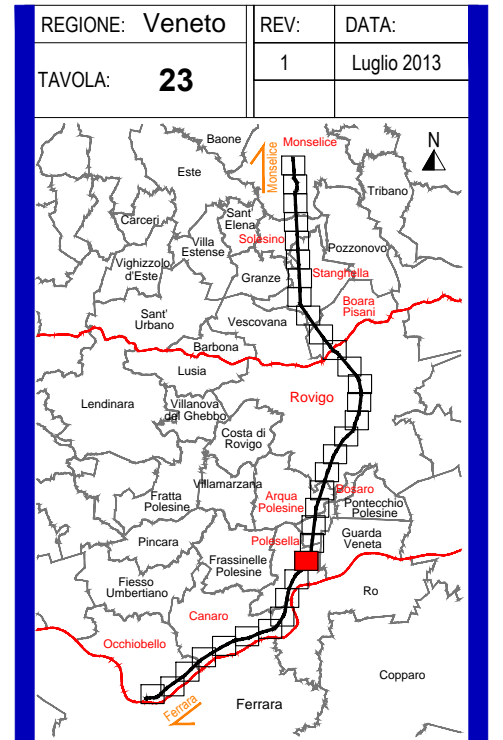 REGIONE: Veneto
REV:
DATA:
TAVOLA: 23
1
Luglio 2013
Baone
Monselice
N
Monselice
Este
Tribano
Carceri
Sant'
Elena
Solesino
Villa
Estense
Pozzonovo
Vighizzolo
d'Este
Granze
Stanghella
Boara
Pisani
Sant'
Urbano
Vescovana
Barbona
Lusia
Rovigo
Lendinara
Villanova
del Ghebbo
Costa di
Rovigo
Villamarzana
Bosaro
Fratta
Polesine
Arqua
Polesine
Pontecchio
Polesine
Pincara
Polesella
Guarda
Veneta
Frassinelle
Polesine
Fiesso
Umbertiano
Ro
Canaro
Occhiobello
Copparo
Ferrara
Ferrara